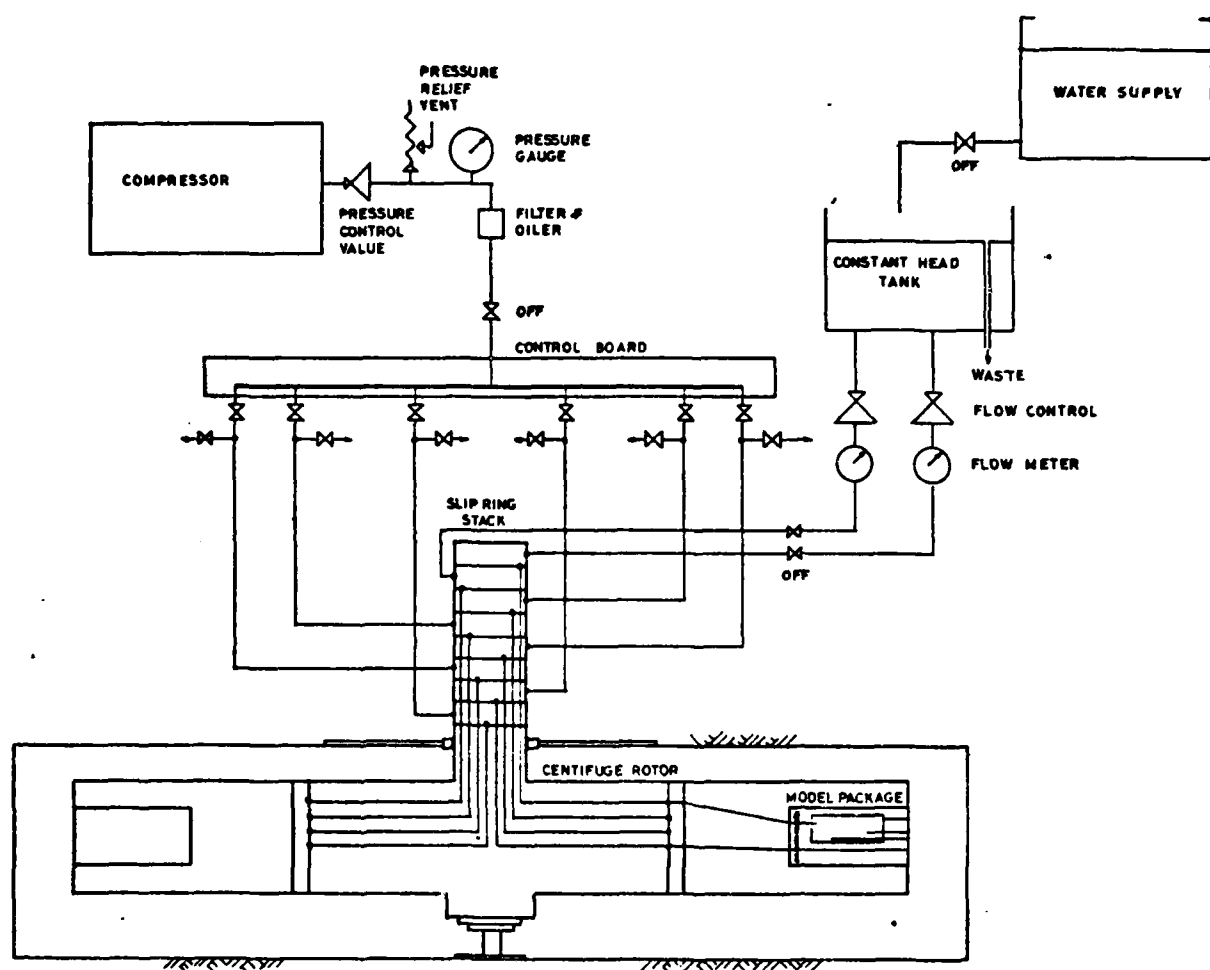 PRESSURE
RELIEF
VENT
PRESSURE
GAUGE
COMPRESSOR
PRESSURE
CONTROL
VALUE
FILTER &
OILER
OFF
CONTROL BOARD
WATER SUPPLY
OFF
CONSTANT HEAD
TANK
WASTE
FLOW CONTROL
FLOW METER
SLIP RING
STACK
OFF
CENTIFUGE ROTOR
MODEL PACKAGE